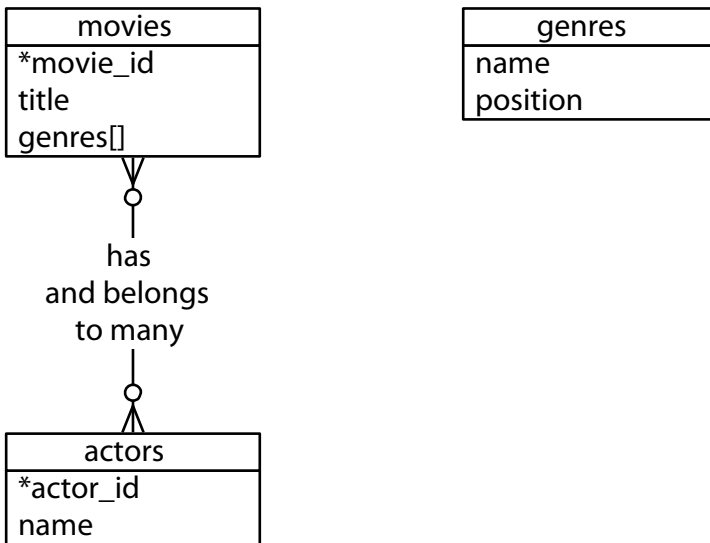 movies
*movie_id
title
genres[]
genres
name
position
has
and belongs
to many
actors
*actor_id
name